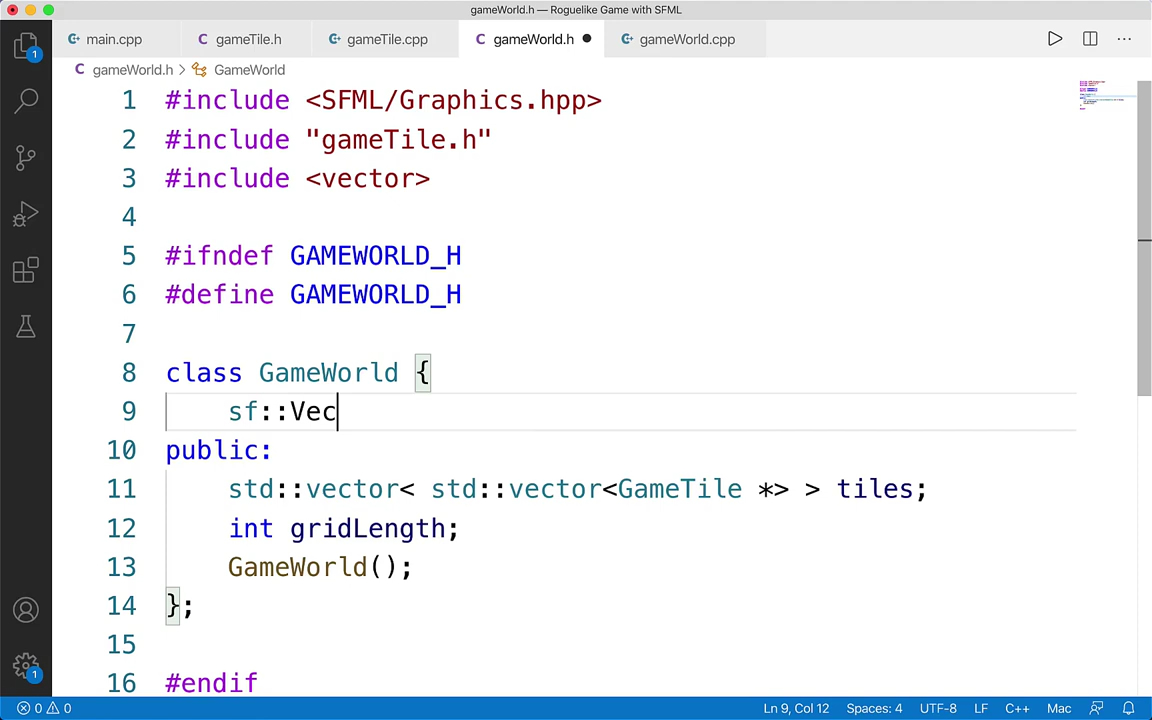 gameWorld.h — Roguelike Game with SFML
main.cpp
C gameTile.h
gameTile.cpp
C gameWorld.h
gameWorld.cpp
1
C gameWorld.h > GameWorld
1 #include <SFML/Graphics.hpp>
2 #include "gameTile.h"
3 #include <vector>
4
5 #ifndef GAMEWORLD_H
6 #define GAMEWORLD_H
7
8 class GameWorld {
9 sf::Vec
10 public:
11 std::vector< std::vector<GameTile *> > tiles;
12 int gridLength;
13 GameWorld();
14 };
15
16 #endif
1
0 0 Ln 9, Col 12 Spaces: 4 UTF-8 LF C++ Mac